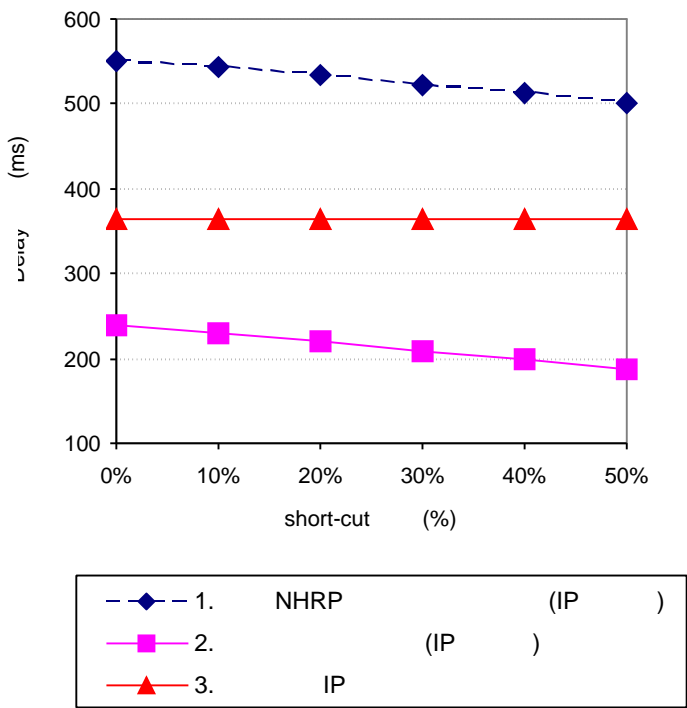 600
500
400
300
200
100
Delay (ms)
0% 10% 20% 30% 40% 50%
short-cut (%)
1. NHRP (IP )
2. (IP )
3. IP